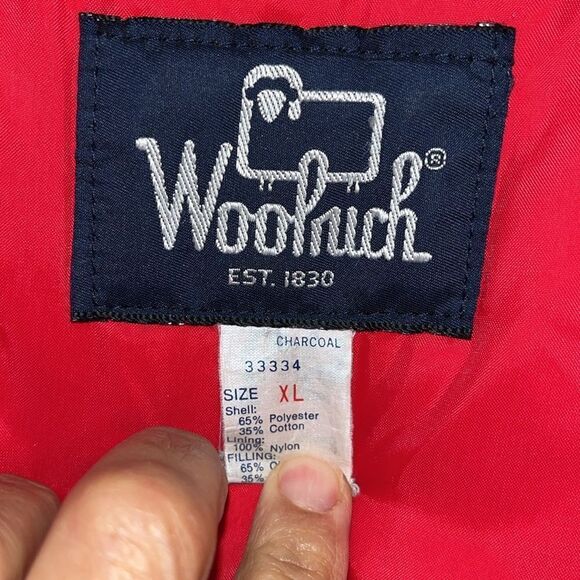 Woolrich®
EST. 1830
CHARCOAL
33334
SIZE XL
Shell:
65% Polyester
35% Cotton
Lining:
100% Nylon
FILLING:
65%
35%